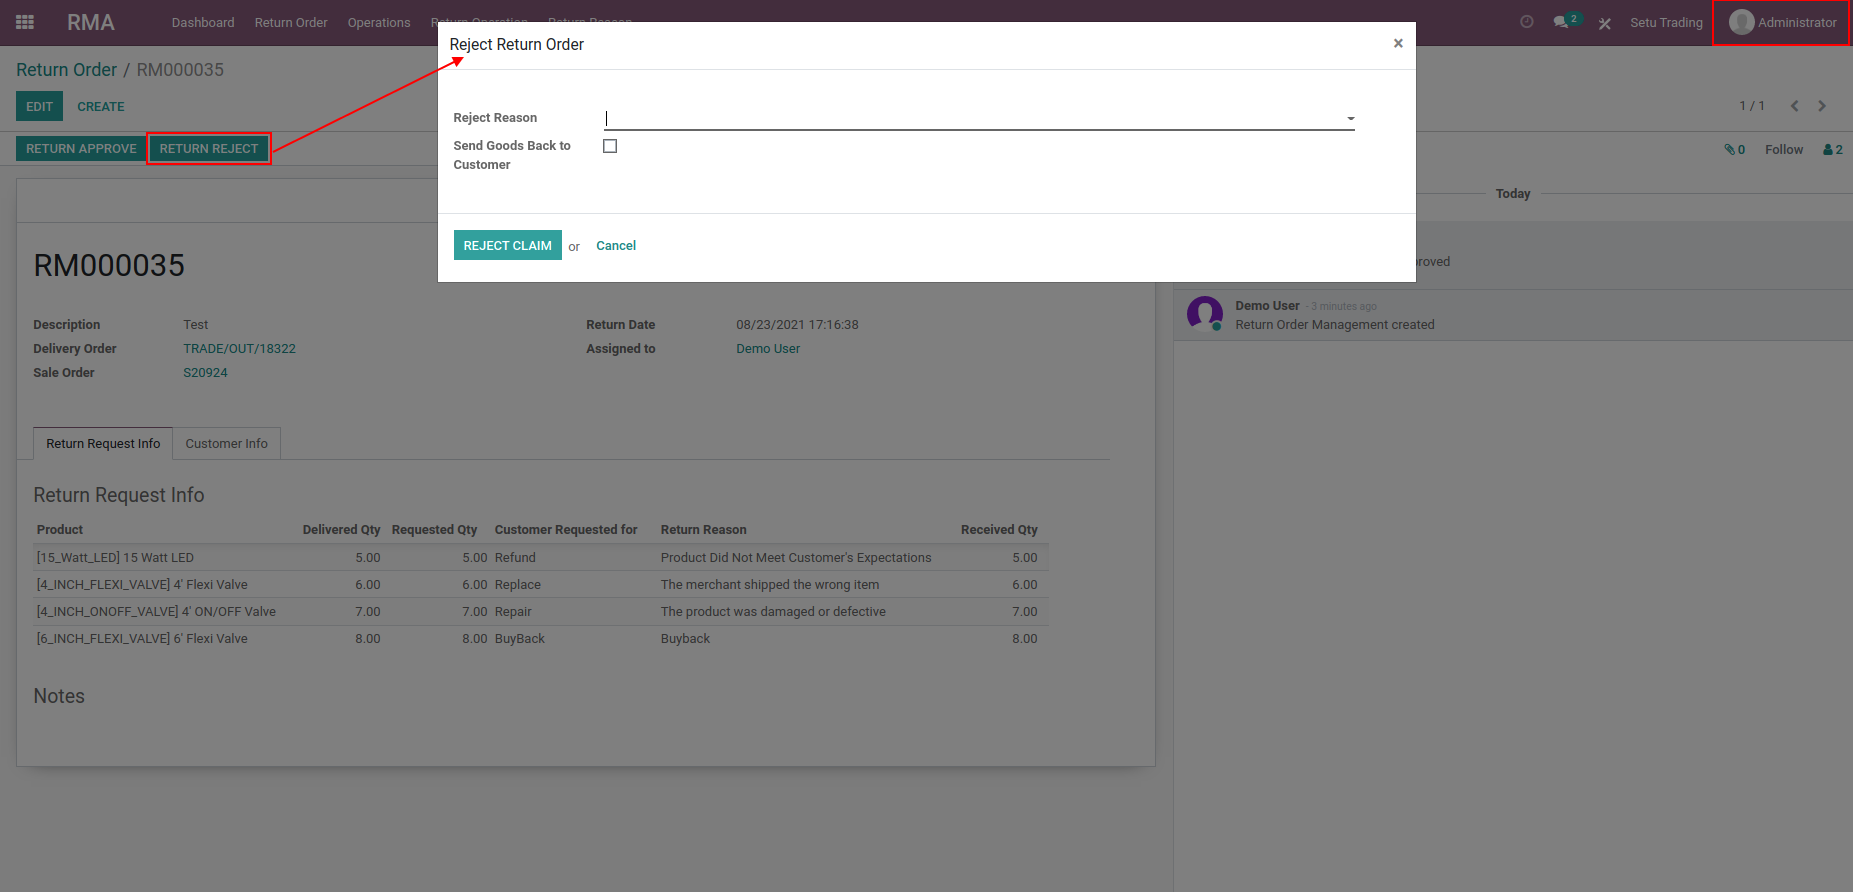 RMA Dashboard Return Order Operations Return Operation Return Reason 2 Setu Trading Administrator
Reject Return Order ×
Return Order / RM000035
EDIT CREATE 1 / 1
Reject Reason
RETURN APPROVE RETURN REJECT
Send Goods Back to
Customer
0 Follow 2
Today
REJECT CLAIM or Cancel
RM000035
Demo User - 3 minutes ago
Return Order Management created
Description Test Return Date 08/23/2021 17:16:38
Delivery Order TRADE/OUT/18322 Assigned to Demo User
Sale Order S20924
Return Request Info Customer Info
Return Request Info
Product Delivered Qty Requested Qty Customer Requested for Return Reason Received Qty
[15_Watt_LED] 15 Watt LED 5.00 5.00 Refund Product Did Not Meet Customer's Expectations 5.00
[4_INCH_FLEXI_VALVE] 4' Flexi Valve 6.00 6.00 Replace The merchant shipped the wrong item 6.00
[4_INCH_ONOFF_VALVE] 4' ON/OFF Valve 7.00 7.00 Repair The product was damaged or defective 7.00
[6_INCH_FLEXI_VALVE] 6' Flexi Valve 8.00 8.00 BuyBack Buyback 8.00
Notes